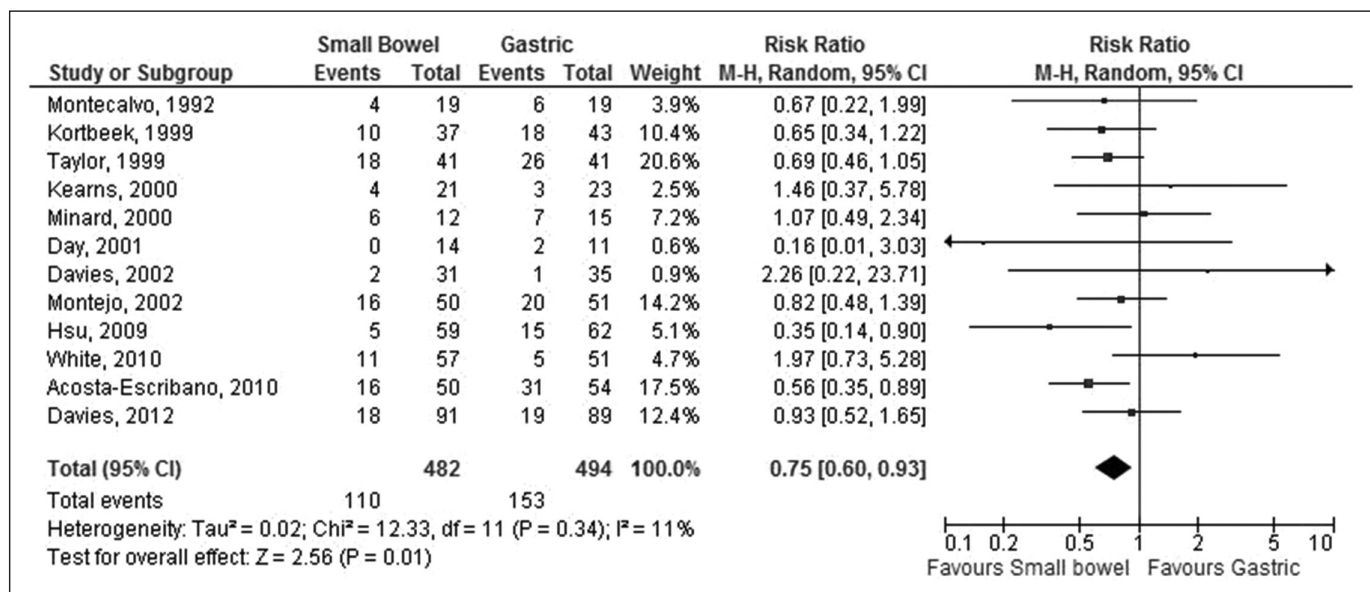 Small Bowel Gastric Risk Ratio Risk Ratio
Study or Subgroup Events Total Events Total Weight M-H, Random, 95% CI M-H, Random, 95% CI
Montecalvo, 1992 4 19 6 19 3.9% 0.67 [0.22, 1.99]
Kortbeek, 1999 10 37 18 43 10.4% 0.65 [0.34, 1.22]
Taylor, 1999 18 41 26 41 20.6% 0.69 [0.46, 1.05]
Kearns, 2000 4 21 3 23 2.5% 1.46 [0.37, 5.78]
Minard, 2000 6 12 7 15 7.2% 1.07 [0.49, 2.34]
Day, 2001 0 14 2 11 0.6% 0.16 [0.01, 3.03]
Davies, 2002 2 31 1 35 0.9% 2.26 [0.22, 23.71]
Montejo, 2002 16 50 20 51 14.2% 0.82 [0.48, 1.39]
Hsu, 2009 5 59 15 62 5.1% 0.35 [0.14, 0.90]
White, 2010 11 57 5 51 4.7% 1.97 [0.73, 5.28]
Acosta-Escribano, 2010 16 50 31 54 17.5% 0.56 [0.35, 0.89]
Davies, 2012 18 91 19 89 12.4% 0.93 [0.52, 1.65]
Total (95% CI) 482 494 100.0% 0.75 [0.60, 0.93]
Total events 110 153
Heterogeneity: Tau² = 0.02; Chi² = 12.33, df = 11 (P = 0.34); I² = 11%
Test for overall effect: Z = 2.56 (P = 0.01)
0.1 0.2 0.5 1 2 5 10
Favours Small bowel Favours Gastric